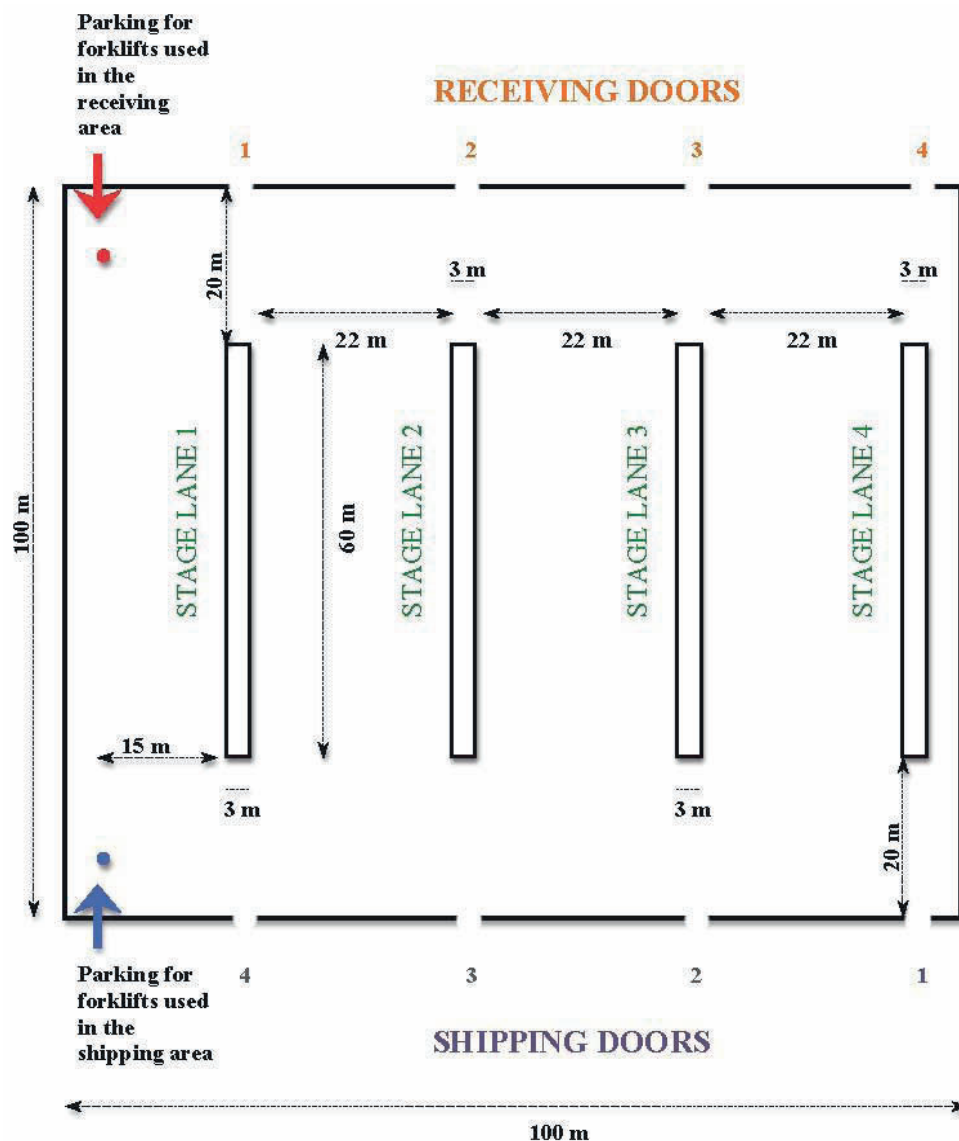 Parking for
forklifts used
in the
receiving
area
RECEIVING DOORS
1 2 3 4
20 m
3 m 3 m
22 m 22 m 22 m
STAGE LANE 1
STAGE LANE 2
STAGE LANE 3
STAGE LANE 4
100 m
60 m
15 m
3 m 3 m
20 m
4 3 2 1
Parking for
forklifts used
in the
shipping area
SHIPPING DOORS
100 m